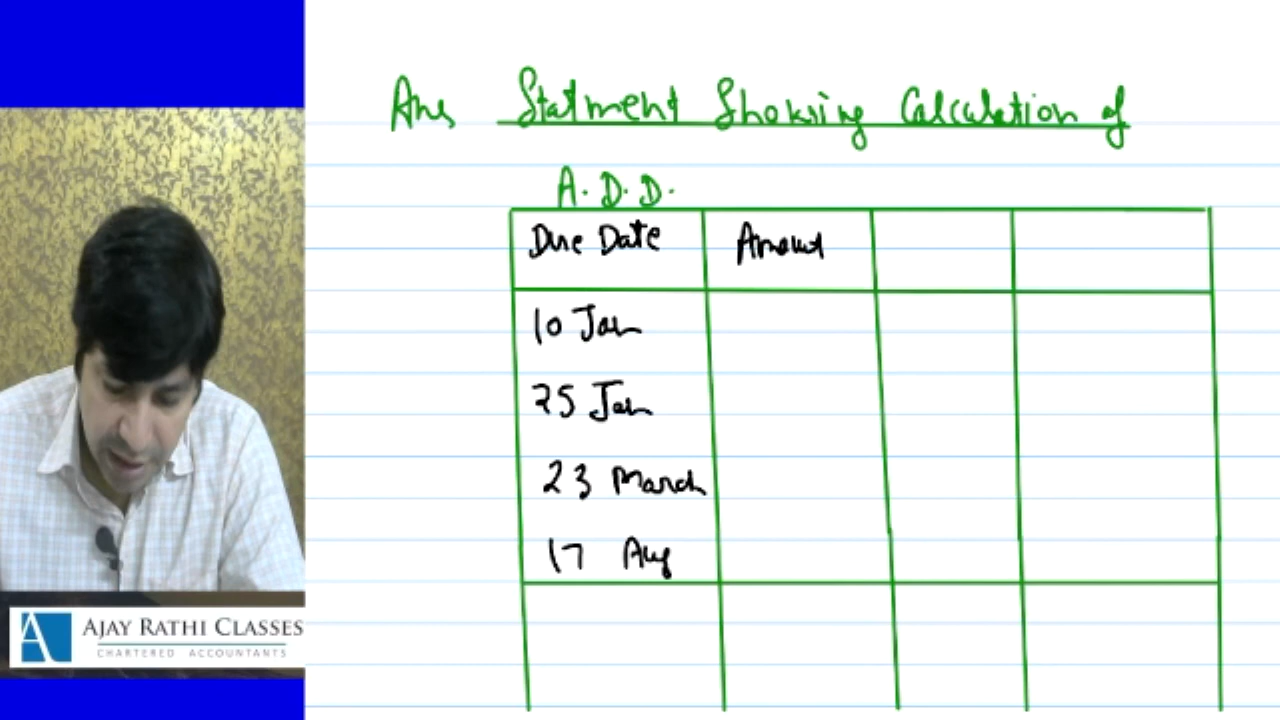 Ans Statment Showing Calculation of
A.D.D.
Due Date Amount
10 Jan
25 Jan
23 March
17 Aug
AJAY RATHI CLASSES
CHARTERED ACCOUNTANTS